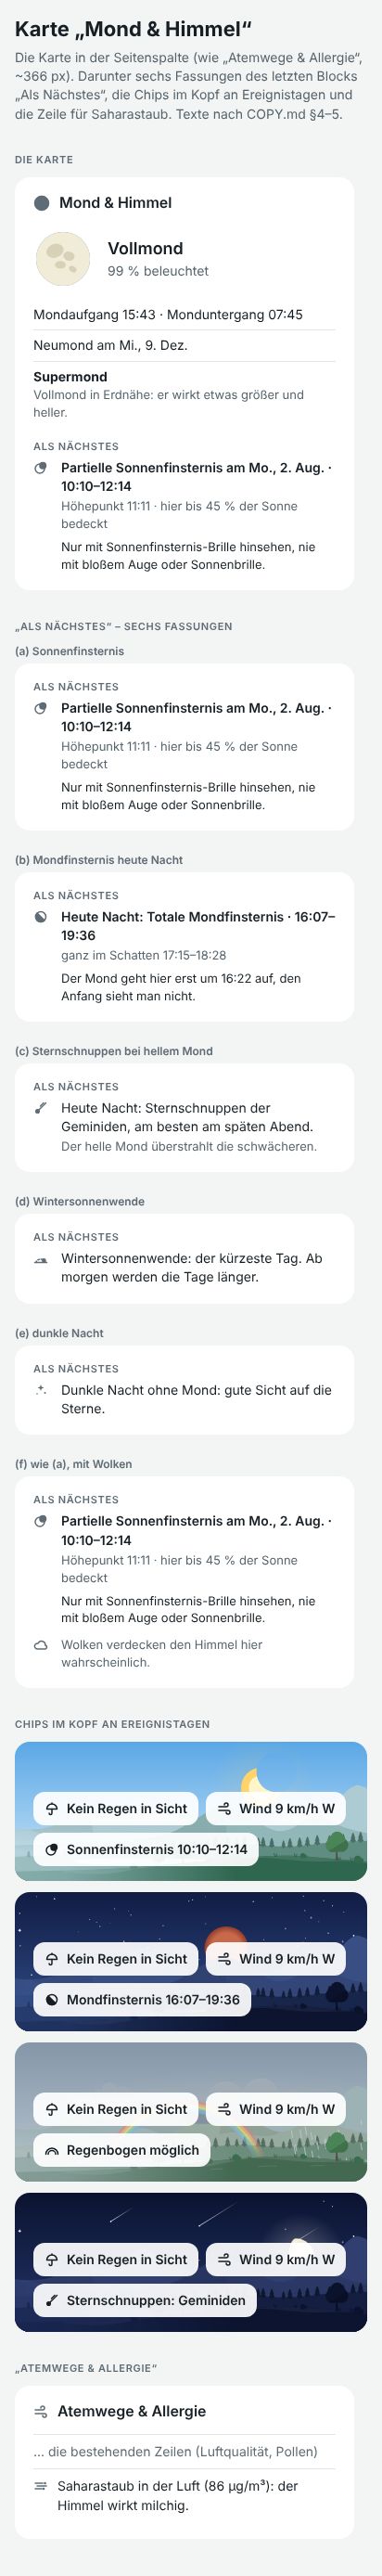 Karte „Mond & Himmel“
Die Karte in der Seitenspalte (wie „Atemwege & Allergie“,
~366 px). Darunter sechs Fassungen des letzten Blocks
„Als Nächstes“, die Chips im Kopf an Ereignistagen und
die Zeile für Saharastaub. Texte nach COPY.md §4–5.
DIE KARTE
Mond & Himmel
Vollmond
99 % beleuchtet
Mondaufgang 15:43 · Monduntergang 07:45
Neumond am Mi., 9. Dez.
Supermond
Vollmond in Erdnähe: er wirkt etwas größer und
heller.
ALS NÄCHSTES
Partielle Sonnenfinsternis am Mo., 2. Aug. ·
10:10–12:14
Höhepunkt 11:11 · hier bis 45 % der Sonne
bedeckt
Nur mit Sonnenfinsternis-Brille hinsehen, nie
mit bloßem Auge oder Sonnenbrille.
„ALS NÄCHSTES“ – SECHS FASSUNGEN
(a) Sonnenfinsternis
ALS NÄCHSTES
Partielle Sonnenfinsternis am Mo., 2. Aug. ·
10:10–12:14
Höhepunkt 11:11 · hier bis 45 % der Sonne
bedeckt
Nur mit Sonnenfinsternis-Brille hinsehen, nie
mit bloßem Auge oder Sonnenbrille.
(b) Mondfinsternis heute Nacht
ALS NÄCHSTES
Heute Nacht: Totale Mondfinsternis · 16:07–
19:36
ganz im Schatten 17:15–18:28
Der Mond geht hier erst um 16:22 auf, den
Anfang sieht man nicht.
(c) Sternschnuppen bei hellem Mond
ALS NÄCHSTES
Heute Nacht: Sternschnuppen der
Geminiden, am besten am späten Abend.
Der helle Mond überstrahlt die schwächeren.
(d) Wintersonnenwende
ALS NÄCHSTES
Wintersonnenwende: der kürzeste Tag. Ab
morgen werden die Tage länger.
(e) dunkle Nacht
ALS NÄCHSTES
Dunkle Nacht ohne Mond: gute Sicht auf die
Sterne.
(f) wie (a), mit Wolken
ALS NÄCHSTES
Partielle Sonnenfinsternis am Mo., 2. Aug. ·
10:10–12:14
Höhepunkt 11:11 · hier bis 45 % der Sonne
bedeckt
Nur mit Sonnenfinsternis-Brille hinsehen, nie
mit bloßem Auge oder Sonnenbrille.
Wolken verdecken den Himmel hier
wahrscheinlich.
CHIPS IM KOPF AN EREIGNISTAGEN
Kein Regen in Sicht
Wind 9 km/h W
Sonnenfinsternis 10:10–12:14
Kein Regen in Sicht
Wind 9 km/h W
Mondfinsternis 16:07–19:36
Kein Regen in Sicht
Wind 9 km/h W
Regenbogen möglich
Kein Regen in Sicht
Wind 9 km/h W
Sternschnuppen: Geminiden
„ATEMWEGE & ALLERGIE“
Atemwege & Allergie
… die bestehenden Zeilen (Luftqualität, Pollen)
Saharastaub in der Luft (86 µg/m³): der
Himmel wirkt milchig.